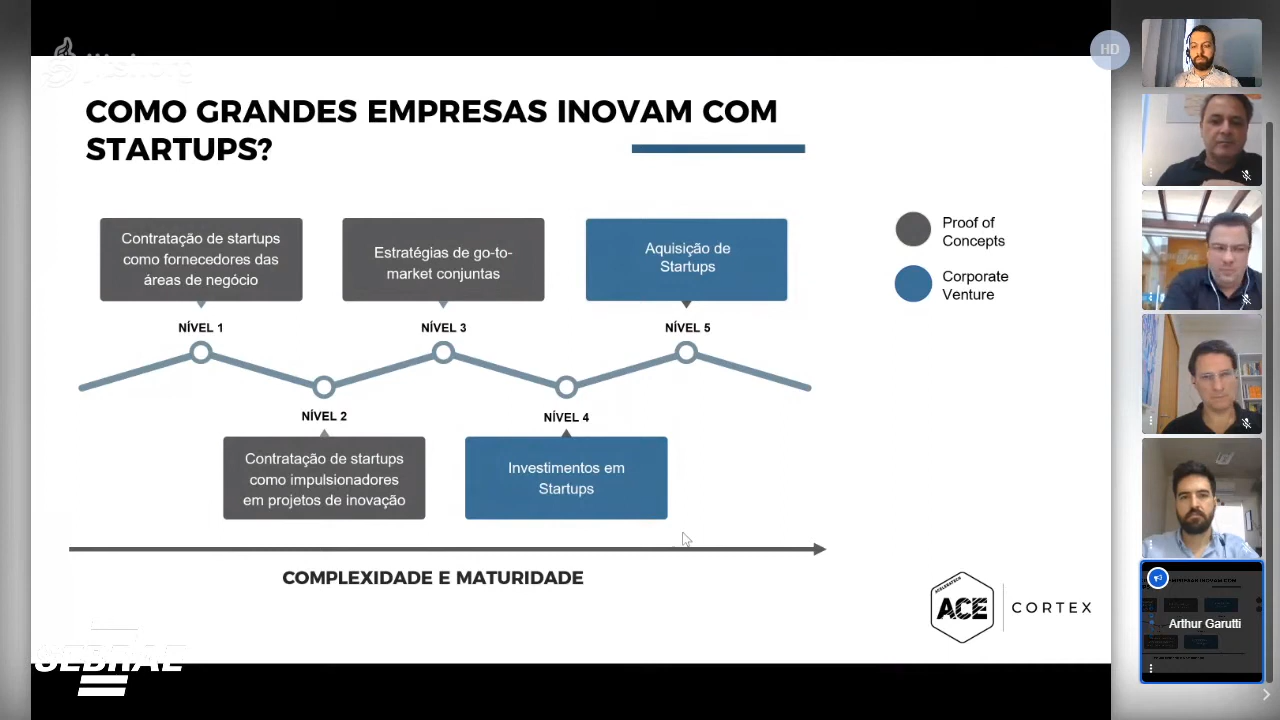 HD
COMO GRANDES EMPRESAS INOVAM COM
STARTUPS?
Contratação de startups
como fornecedores das
áreas de negócio
Estratégias de go-to-
market conjuntas
Aquisição de
Startups
Proof of
Concepts
Corporate
Venture
NÍVEL 1
NÍVEL 3
NÍVEL 5
NÍVEL 2
NÍVEL 4
Contratação de startups
como impulsionadores
em projetos de inovação
Investimentos em
Startups
COMPLEXIDADE E MATURIDADE
ACE
CORTEX
SEBRAE
Arthur Garutti